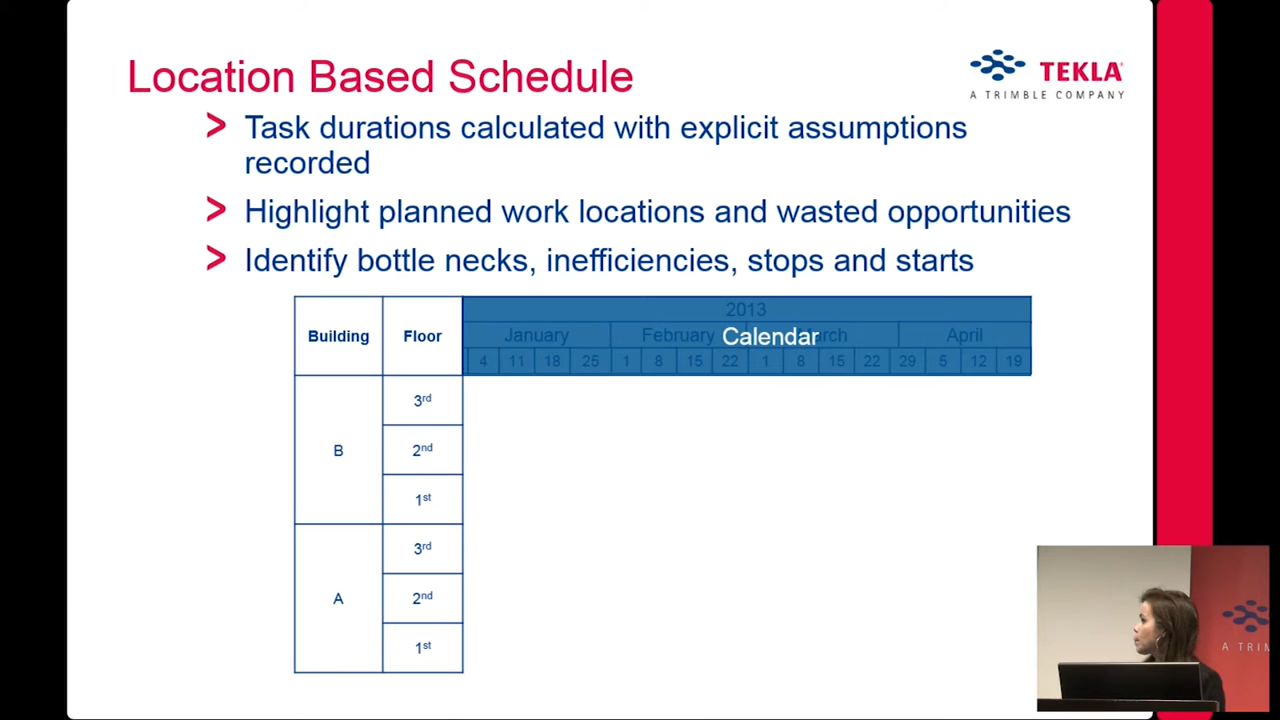 Location Based Schedule
TEKLA
A TRIMBLE COMPANY
> Task durations calculated with explicit assumptions
recorded
> Highlight planned work locations and wasted opportunities
> Identify bottle necks, inefficiencies, stops and starts
Building Floor 2013
January February March April
Calendar
4 11 18 25 1 8 15 22 1 8 15 22 29 5 12 19
B
3rd
2nd
1st
A
3rd
2nd
1st
A TRIM